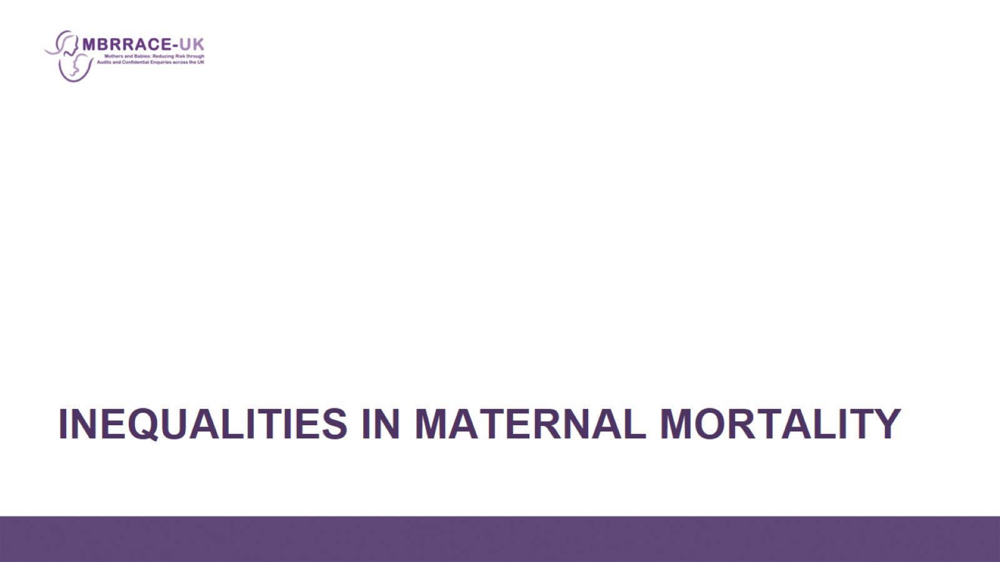 MBRRACE-UK
Mothers and Babies: Reducing Risk through
Audits and Confidential Enquiries across the UK
INEQUALITIES IN MATERNAL MORTALITY